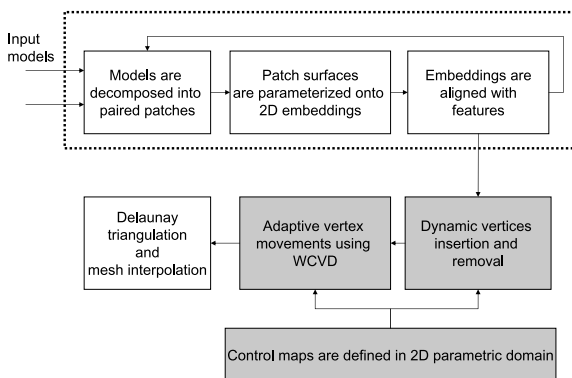 Input
models
Models are
decomposed into
paired patches
Patch surfaces
are parameterized onto
2D embeddings
Embeddings are
aligned with
features
Delaunay
triangulation
and
mesh interpolation
Adaptive vertex
movements using
WCVD
Dynamic vertices
insertion and
removal
Control maps are defined in 2D parametric domain